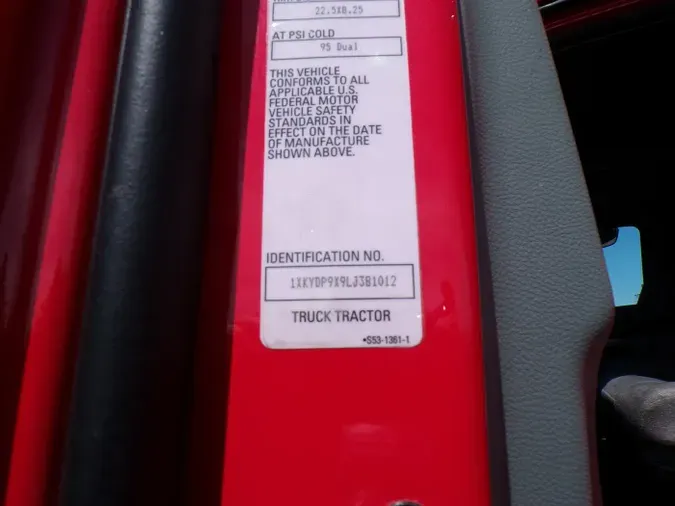 22.5X8.25
AT PSI COLD
95 Dual
THIS VEHICLE
CONFORMS TO ALL
APPLICABLE U.S.
FEDERAL MOTOR
VEHICLE SAFETY
STANDARDS IN
EFFECT ON THE DATE
OF MANUFACTURE
SHOWN ABOVE.
IDENTIFICATION NO.
1XKYDP9X9LJ381012
TRUCK TRACTOR
•S53-1361-1